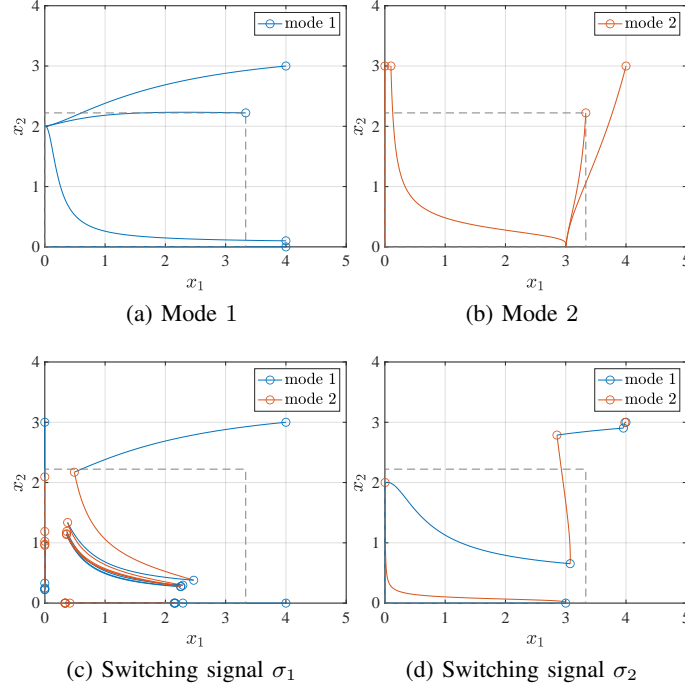 mode 1
4
3
2
1
0
x₂
0 1 2 3 4 5
x₁
(a) Mode 1
mode 2
4
3
2
1
0
x₂
0 1 2 3 4 5
x₁
(b) Mode 2
mode 1
mode 2
4
3
2
1
0
x₂
0 1 2 3 4 5
x₁
(c) Switching signal σ₁
mode 1
mode 2
4
3
2
1
0
x₂
0 1 2 3 4 5
x₁
(d) Switching signal σ₂